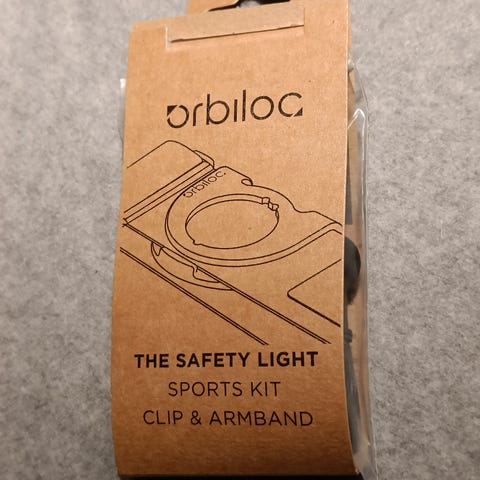 orbiloc
orbiloc
THE SAFETY LIGHT
SPORTS KIT
CLIP & ARMBAND